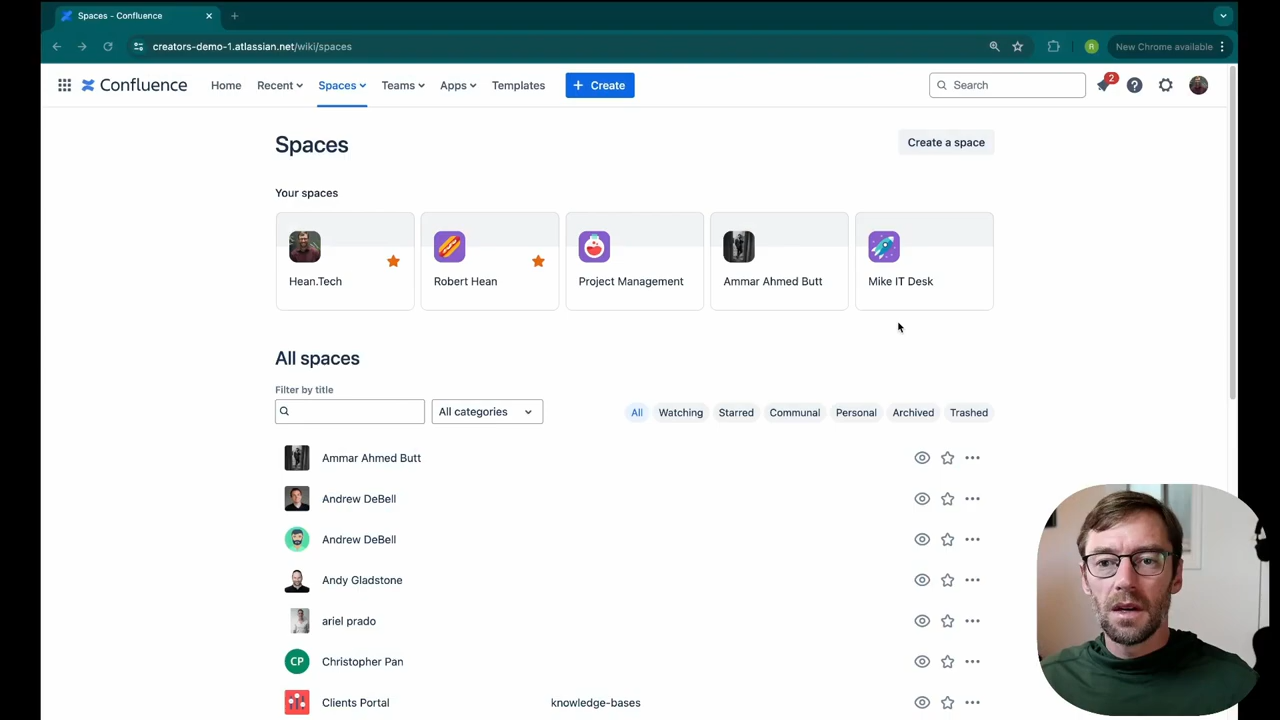 Spaces - Confluence
creators-demo-1.atlassian.net/wiki/spaces
R
New Chrome available
Confluence
Home
Recent
Spaces
Teams
Apps
Templates
+ Create
Search
2
Spaces
Create a space
Your spaces
Hean.Tech
Robert Hean
Project Management
Ammar Ahmed Butt
Mike IT Desk
All spaces
Filter by title
All categories
All
Watching
Starred
Communal
Personal
Archived
Trashed
Ammar Ahmed Butt
Andrew DeBell
Andrew DeBell
Andy Gladstone
ariel prado
CP Christopher Pan
Clients Portal knowledge-bases